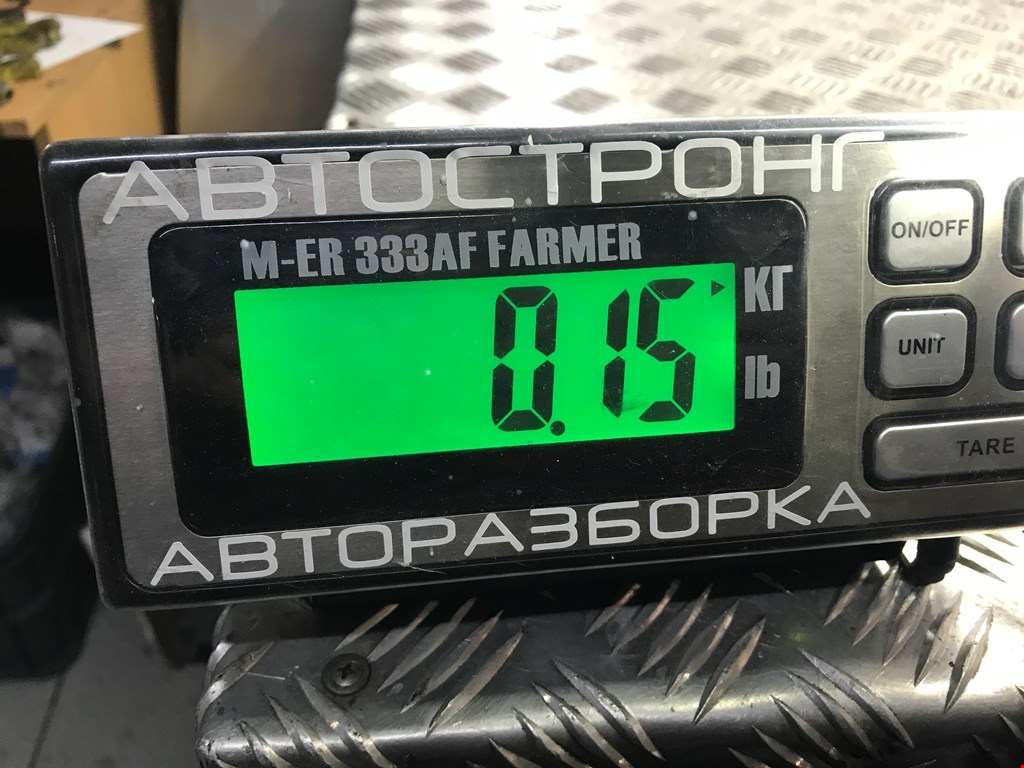 АВТОСТРОНГ
M-ER 333AF FARMER
0.15
КГ
lb
ON/OFF
UNIT
TARE
АВТОРАЗБОРКА